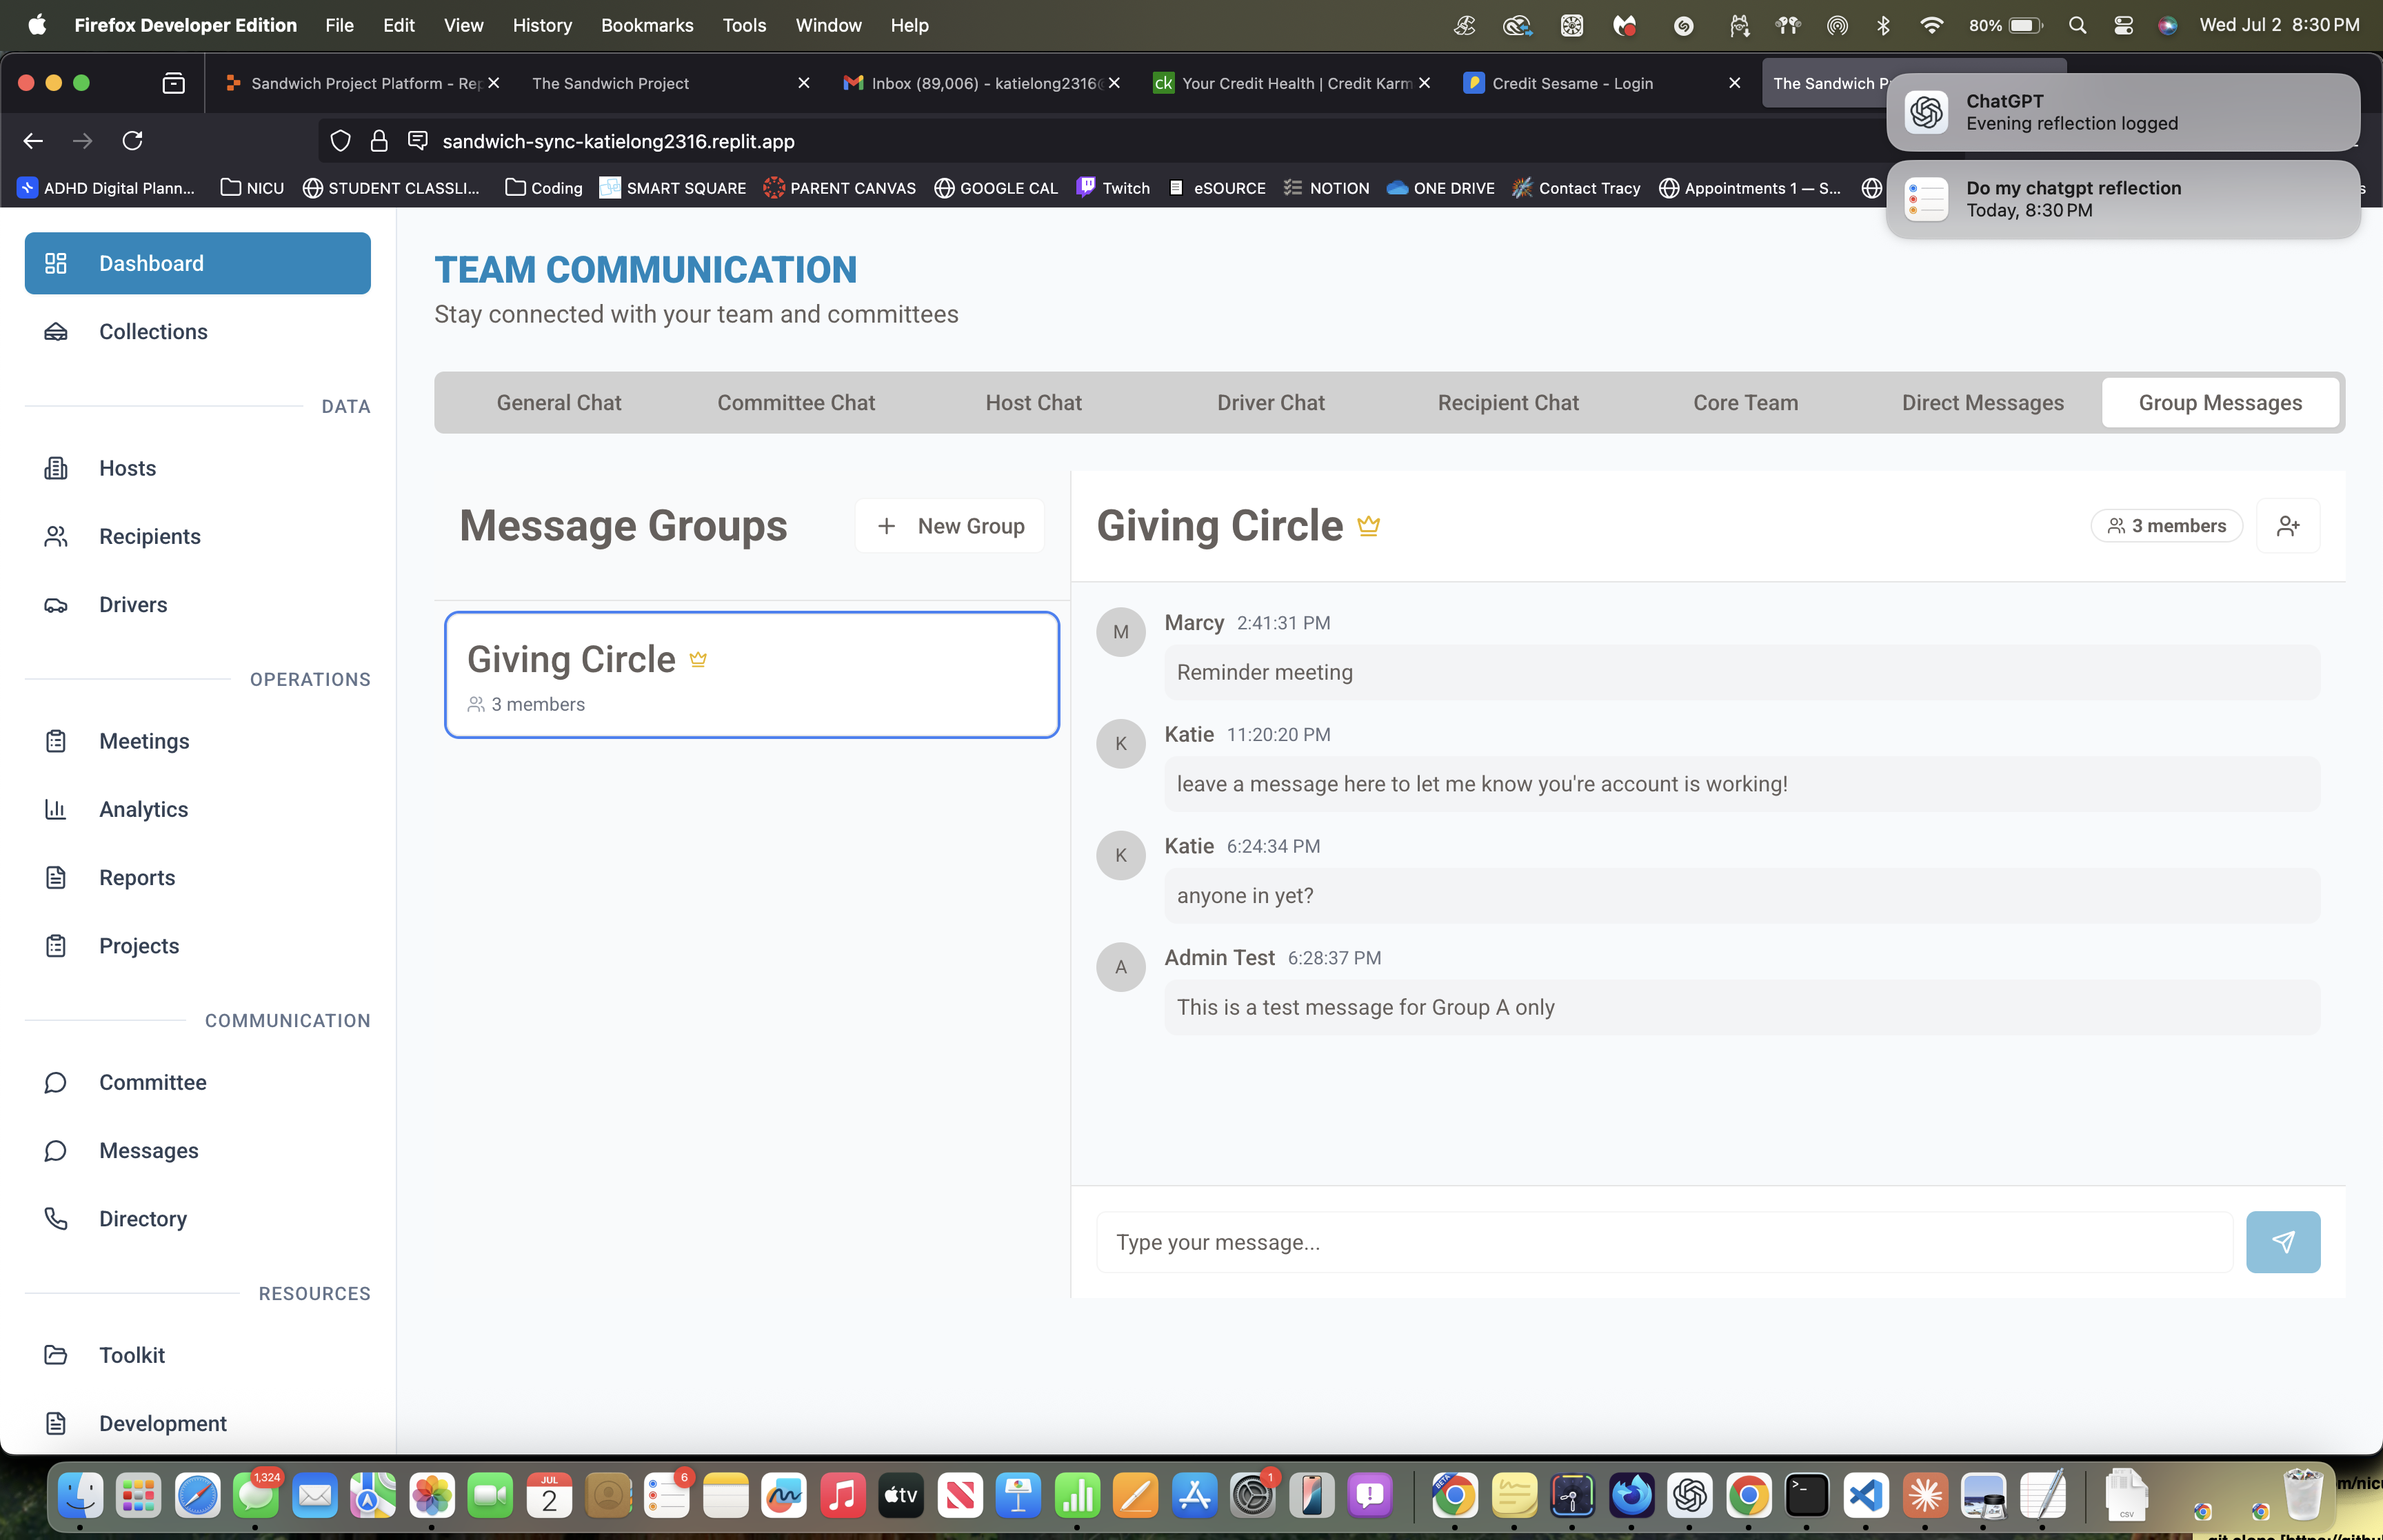 Firefox Developer Edition File Edit View History Bookmarks Tools Window Help 80% Wed Jul 2 8:30 PM
Sandwich Project Platform - Rep The Sandwich Project Inbox (89,006) - katielong2316@ ck Your Credit Health | Credit Karm Credit Sesame - Login The Sandwich P
ChatGPT
Evening reflection logged
sandwich-sync-katielong2316.replit.app
ADHD Digital Plann... NICU STUDENT CLASSLI... Coding SMART SQUARE PARENT CANVAS GOOGLE CAL Twitch eSOURCE NOTION ONE DRIVE Contact Tracy Appointments 1 — S...
Do my chatgpt reflection
Today, 8:30 PM
Dashboard
Collections
DATA
Hosts
Recipients
Drivers
OPERATIONS
Meetings
Analytics
Reports
Projects
COMMUNICATION
Committee
Messages
Directory
RESOURCES
Toolkit
Development
TEAM COMMUNICATION
Stay connected with your team and committees
General Chat Committee Chat Host Chat Driver Chat Recipient Chat Core Team Direct Messages Group Messages
Message Groups
+ New Group
Giving Circle
3 members
Giving Circle
3 members
M
Marcy 2:41:31 PM
Reminder meeting
K
Katie 11:20:20 PM
leave a message here to let me know you're account is working!
K
Katie 6:24:34 PM
anyone in yet?
A
Admin Test 6:28:37 PM
This is a test message for Group A only
Type your message...
1,324
JUL
2
6
tv
1
BETA
CSV
m/nicu